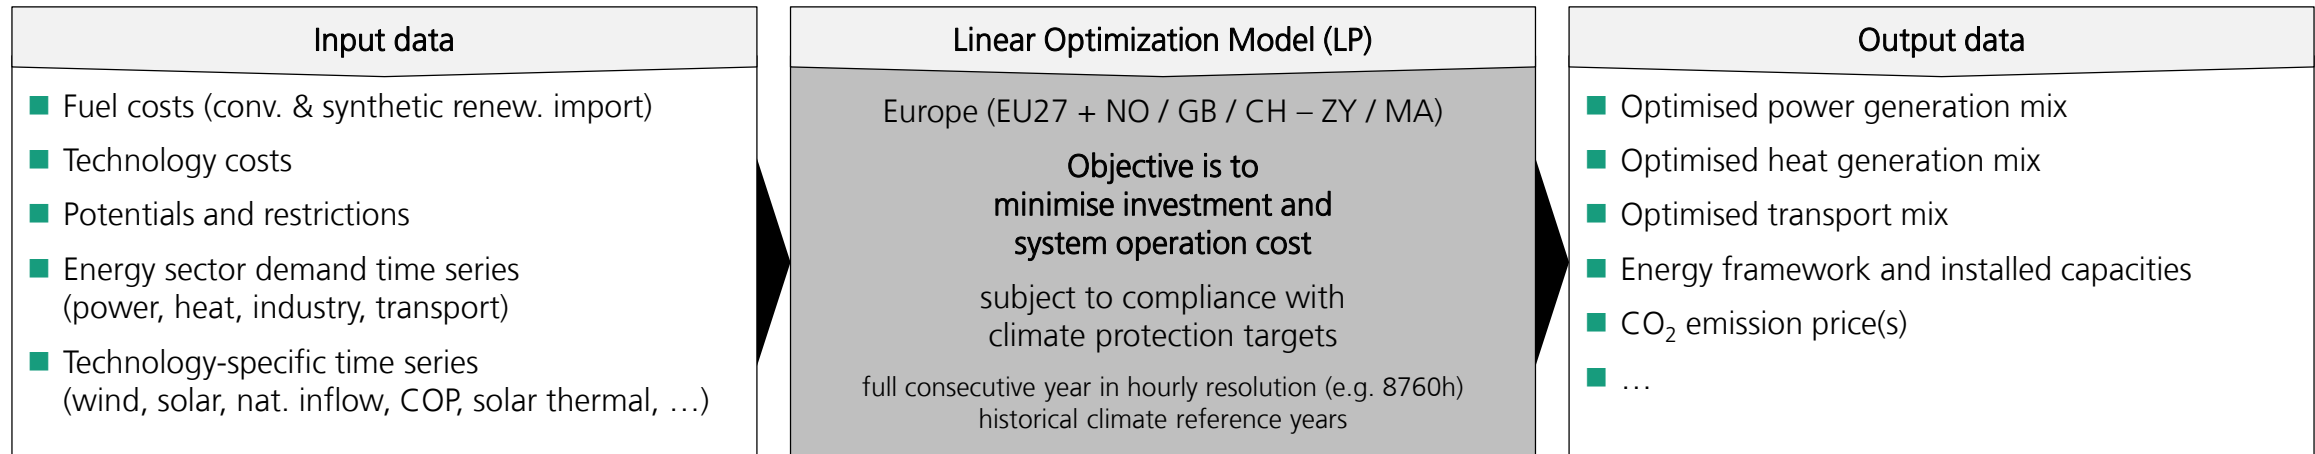 Input data
Fuel costs (conv. & synthetic renew. import)
Technology costs
Potentials and restrictions
Energy sector demand time series
(power, heat, industry, transport)
Technology-specific time series
(wind, solar, nat. inflow, COP, solar thermal, …)
Linear Optimization Model (LP)
Europe (EU27 + NO / GB / CH – ZY / MA)
Objective is to
minimise investment and
system operation cost
subject to compliance with
climate protection targets
full consecutive year in hourly resolution (e.g. 8760h)
historical climate reference years
Output data
Optimised power generation mix
Optimised heat generation mix
Optimised transport mix
Energy framework and installed capacities
CO₂ emission price(s)
…